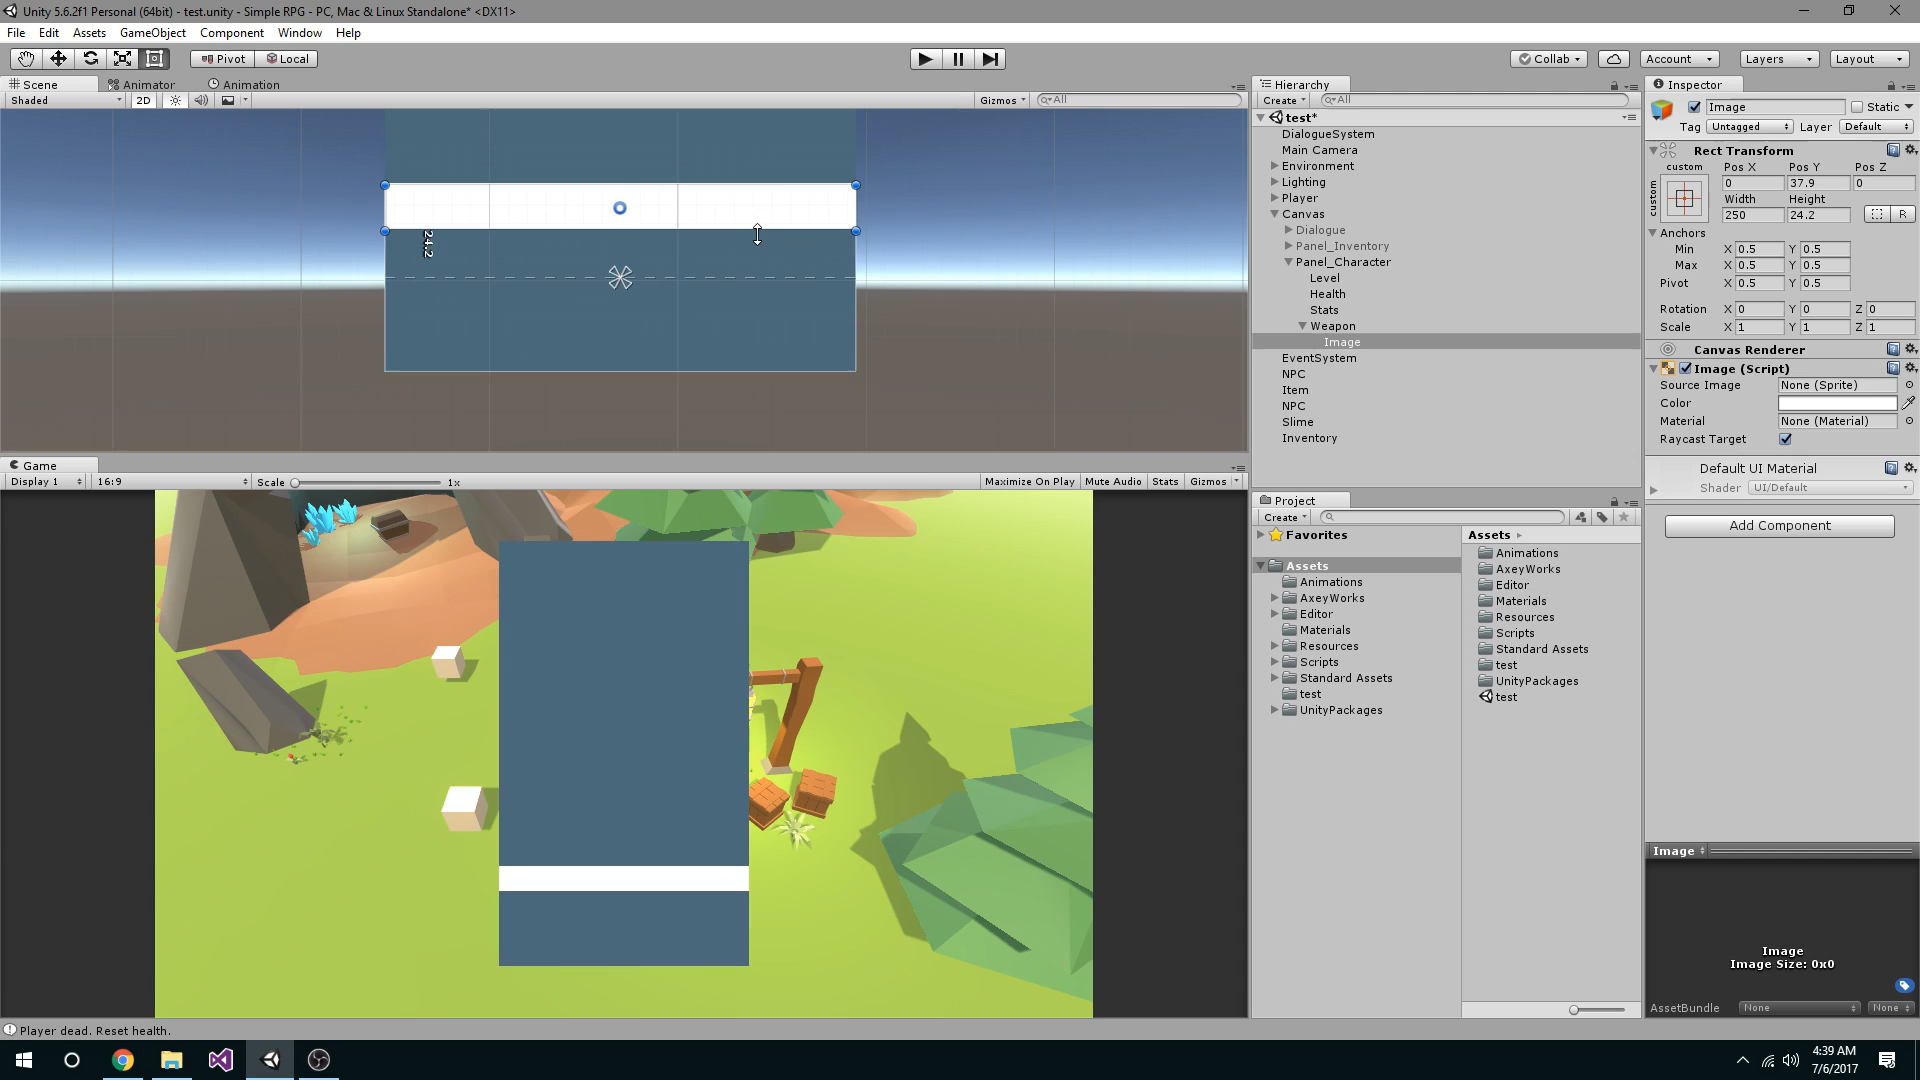 Unity 5.6.2f1 Personal (64bit) - test.unity - Simple RPG - PC, Mac & Linux Standalone* <DX11>
File Edit Assets GameObject Component Window Help
Pivot Local Collab Account Layers Layout
Scene Animator Animation
Shaded 2D Gizmos All
24.2
Game
Display 1 16:9 Scale 1x Maximize On Play Mute Audio Stats Gizmos
Hierarchy
Create All
test*
DialogueSystem
Main Camera
Environment
Lighting
Player
Canvas
Dialogue
Panel_Inventory
Panel_Character
Level
Health
Stats
Weapon
Image
EventSystem
NPC
Item
NPC
Slime
Inventory
Project
Create
Favorites
Assets
Animations
AxeyWorks
Editor
Materials
Resources
Scripts
Standard Assets
test
UnityPackages
Assets
Animations
AxeyWorks
Editor
Materials
Resources
Scripts
Standard Assets
test
UnityPackages
test
Inspector
Image Static
Tag Untagged Layer Default
Rect Transform
custom Pos X Pos Y Pos Z
custom
0 37.9 0
Width Height
250 24.2 R
Anchors
Min X 0.5 Y 0.5
Max X 0.5 Y 0.5
Pivot X 0.5 Y 0.5
Rotation X 0 Y 0 Z 0
Scale X 1 Y 1 Z 1
Canvas Renderer
Image (Script)
Source Image None (Sprite)
Color
Material None (Material)
Raycast Target
Default UI Material
Shader UI/Default
Add Component
Image
Image
Image Size: 0x0
AssetBundle None None
Player dead. Reset health.
4:39 AM
7/6/2017